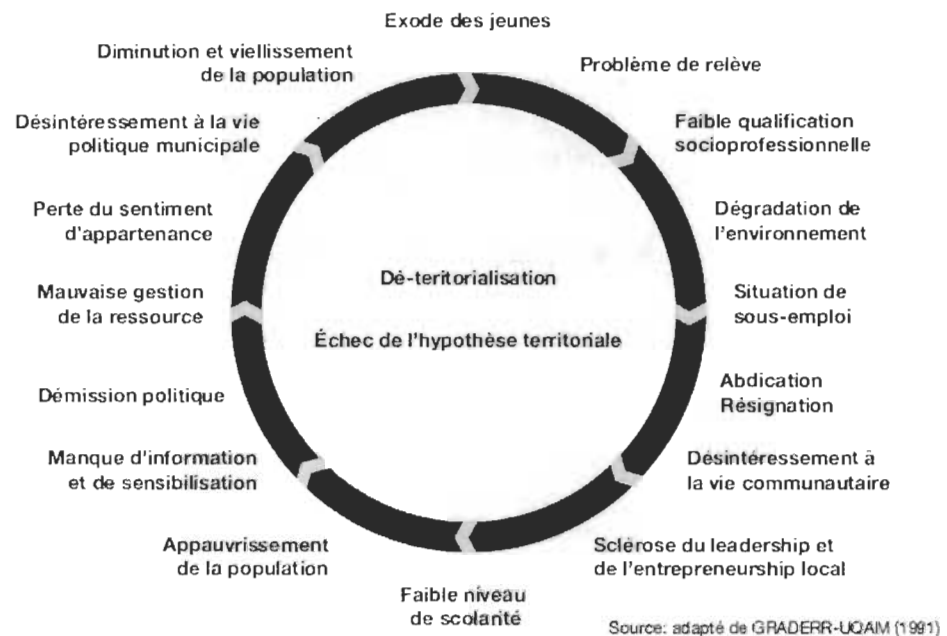 Exode des jeunes
Problème de relève
Faible qualification
socioprofessionnelle
Dégradation de
l'environnement
Situation de
sous-emploi
Abdication
Résignation
Désintéressement à
la vie communautaire
Sclérose du leadership et
de l'entrepreneurship local
Faible niveau
de scolarité
Appauvrissement
de la population
Manque d'information
et de sensibilisation
Démission politique
Mauvaise gestion
de la ressource
Perte du sentiment
d'appartenance
Désintéressement à la vie
politique municipale
Diminution et viellissement
de la population
Dé-teritorialisation
Échec de l'hypothèse territoriale
Source: adapté de GRADERR-UQAM (1991)